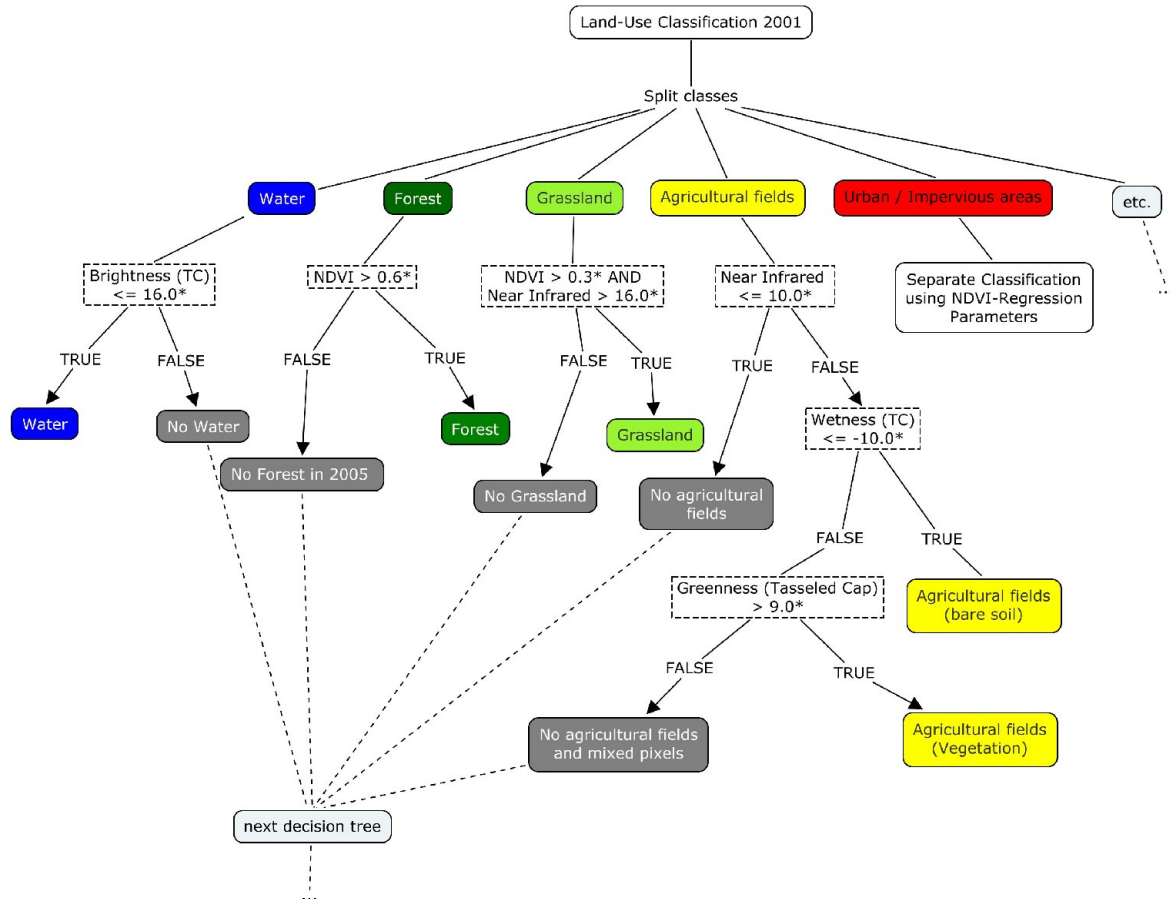 Land-Use Classification 2001
Split classes
Water
Forest
Grassland
Agricultural fields
Urban / Impervious areas
etc.
Brightness (TC)
<= 16.0*
NDVI > 0.6*
NDVI > 0.3* AND
Near Infrared > 16.0*
Near Infrared
<= 10.0*
Separate Classification
using NDVI-Regression
Parameters
...
TRUE
FALSE
FALSE
TRUE
FALSE
TRUE
TRUE
FALSE
Water
No Water
No Forest in 2005
Forest
No Grassland
Grassland
No agricultural
fields
Wetness (TC)
<= -10.0*
FALSE
TRUE
Greenness (Tasseled Cap)
> 9.0*
Agricultural fields
(bare soil)
FALSE
TRUE
No agricultural fields
and mixed pixels
Agricultural fields
(Vegetation)
next decision tree
...